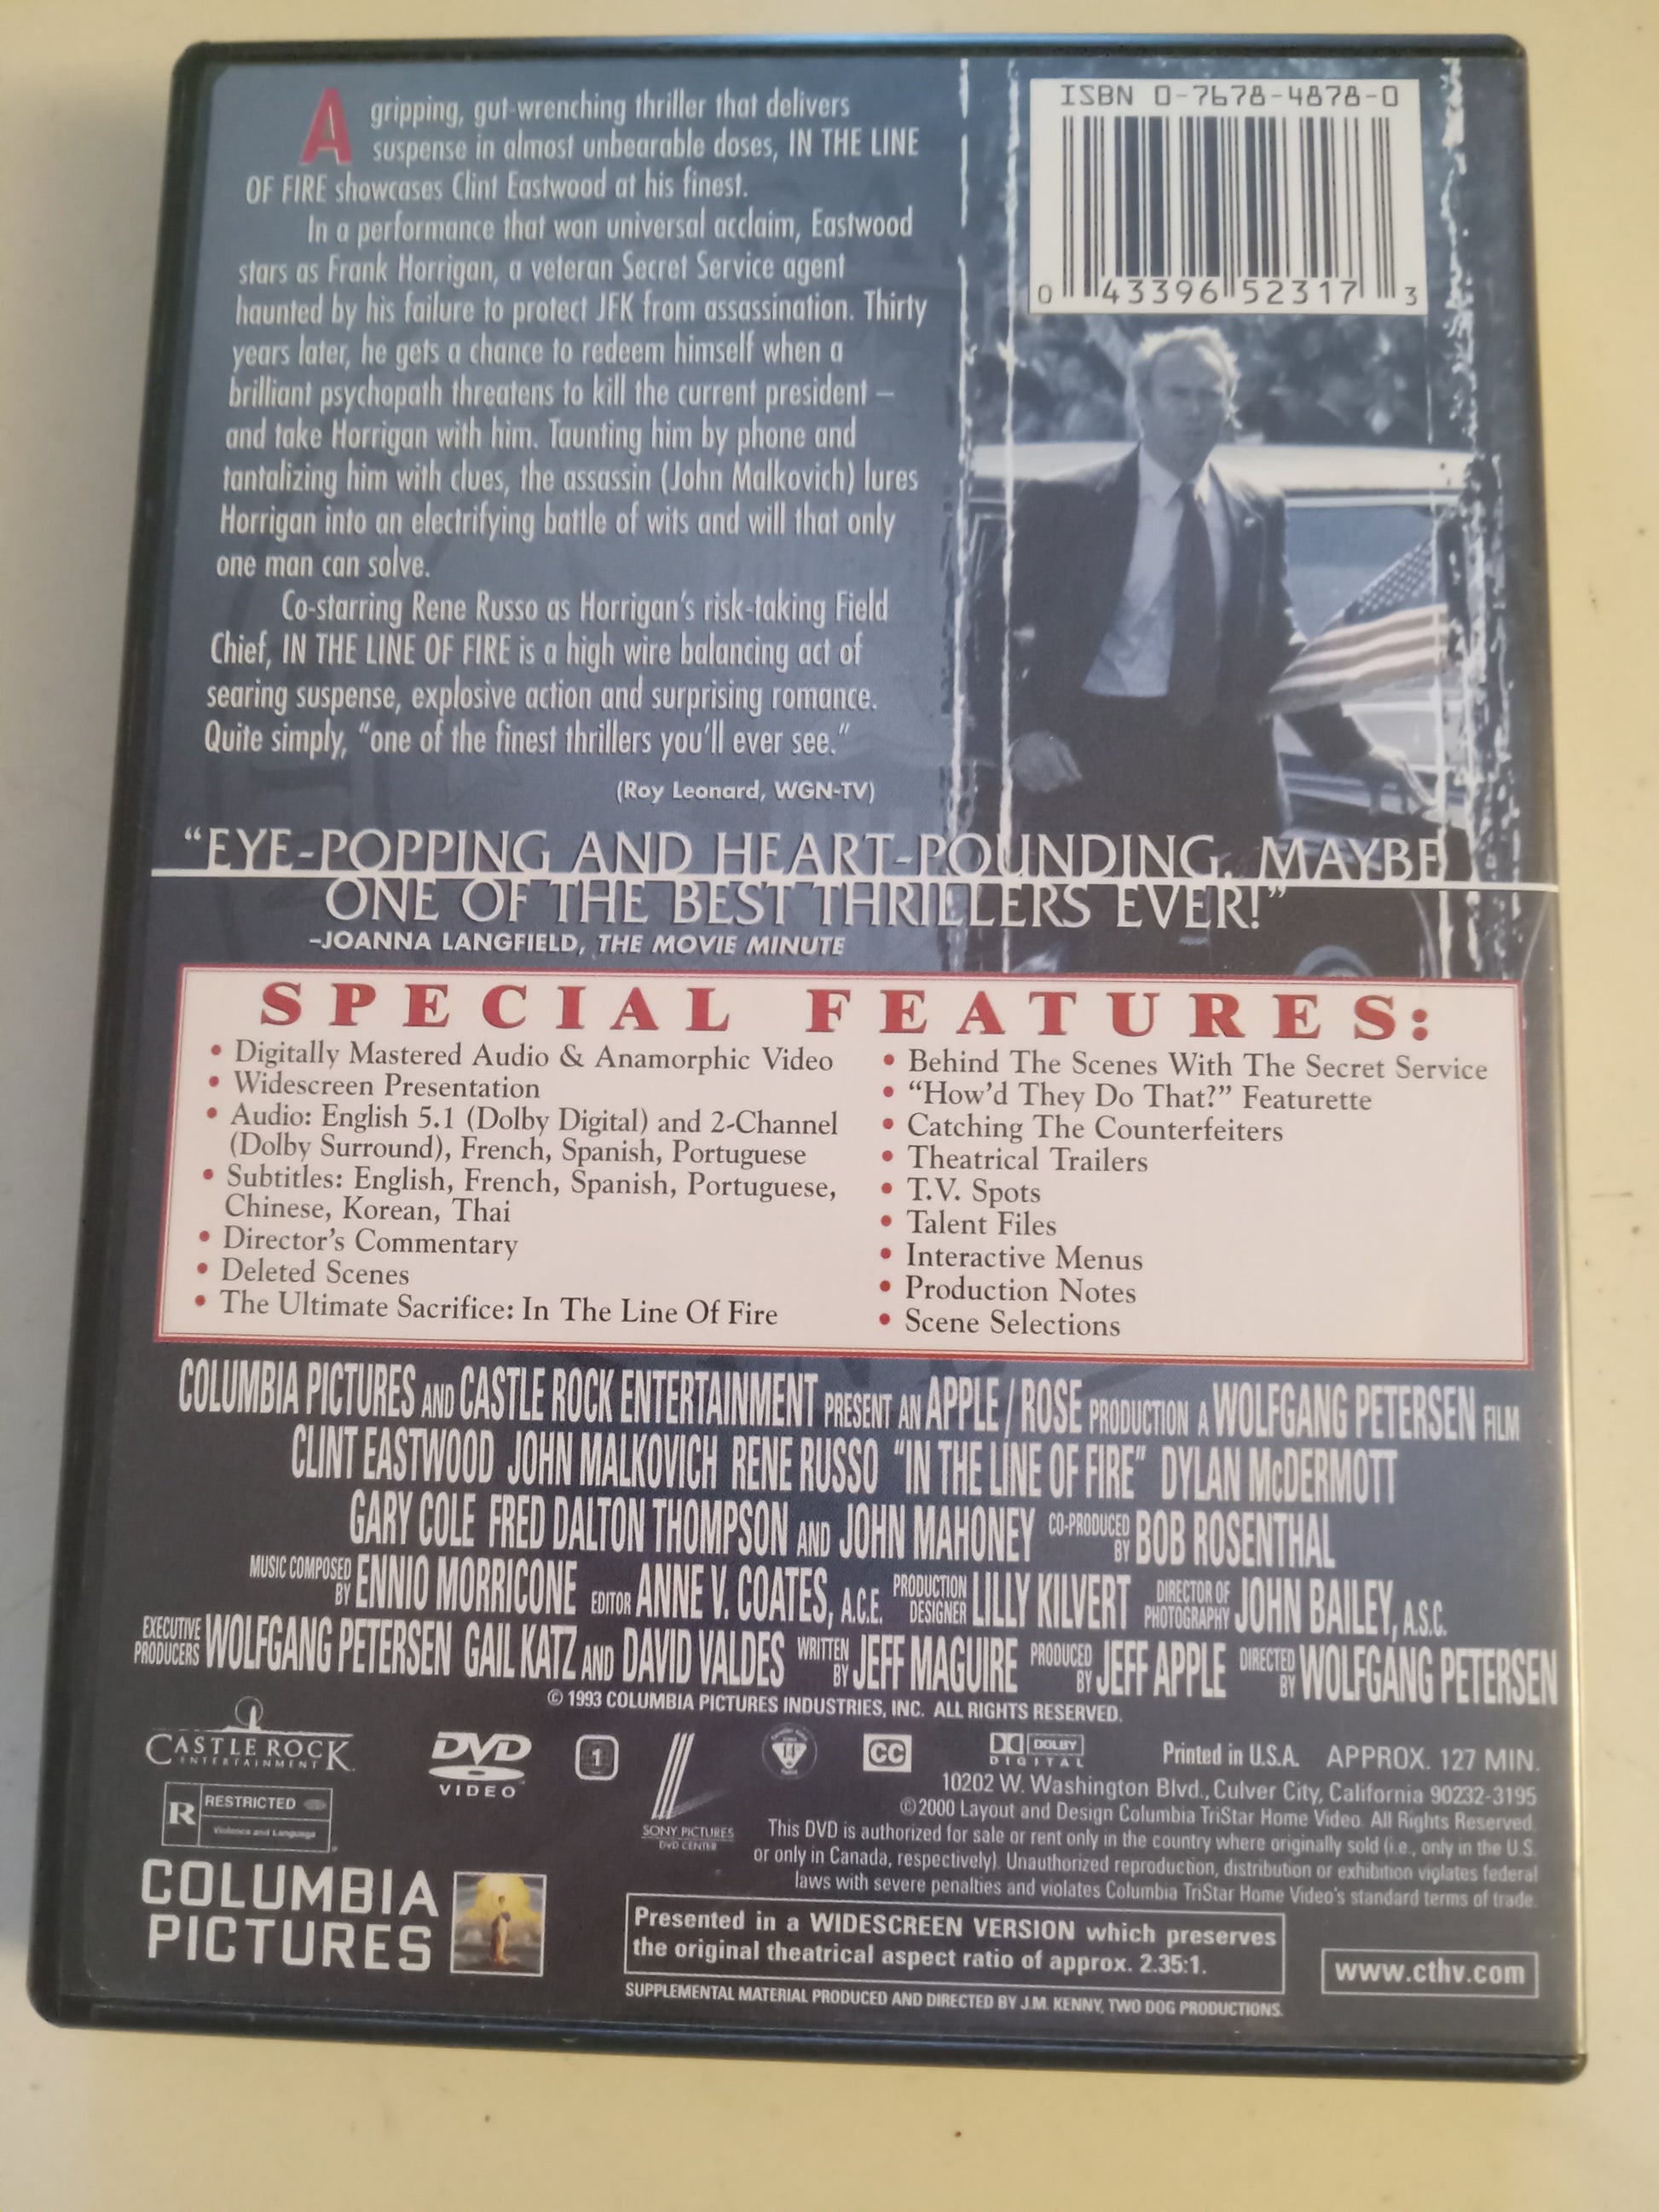 A gripping, gut-wrenching thriller that delivers
suspense in almost unbearable doses, IN THE LINE
OF FIRE showcases Clint Eastwood at his finest.
In a performance that won universal acclaim, Eastwood
stars as Frank Horrigan, a veteran Secret Service agent
haunted by his failure to protect JFK from assassination. Thirty
years later, he gets a chance to redeem himself when a
brilliant psychopath threatens to kill the current president –
and take Horrigan with him. Taunting him by phone and
tantalizing him with clues, the assassin (John Malkovich) lures
Horrigan into an electrifying battle of wits and will that only
one man can solve.
Co-starring Rene Russo as Horrigan's risk-taking Field
Chief, IN THE LINE OF FIRE is a high wire balancing act of
searing suspense, explosive action and surprising romance.
Quite simply, "one of the finest thrillers you'll ever see."
(Roy Leonard, WGN-TV)
ISBN 0-7678-4878-0
0 43396 52317 3
"EYE-POPPING AND HEART-POUNDING. MAYBE
ONE OF THE BEST THRILLERS EVER!"
–JOANNA LANGFIELD, THE MOVIE MINUTE
SPECIAL FEATURES:
• Digitally Mastered Audio & Anamorphic Video
• Widescreen Presentation
• Audio: English 5.1 (Dolby Digital) and 2-Channel
(Dolby Surround), French, Spanish, Portuguese
• Subtitles: English, French, Spanish, Portuguese,
Chinese, Korean, Thai
• Director's Commentary
• Deleted Scenes
• The Ultimate Sacrifice: In The Line Of Fire
• Behind The Scenes With The Secret Service
• "How'd They Do That?" Featurette
• Catching The Counterfeiters
• Theatrical Trailers
• T.V. Spots
• Talent Files
• Interactive Menus
• Production Notes
• Scene Selections
COLUMBIA PICTURES AND CASTLE ROCK ENTERTAINMENT PRESENT AN APPLE / ROSE PRODUCTION A WOLFGANG PETERSEN FILM
CLINT EASTWOOD JOHN MALKOVICH RENE RUSSO "IN THE LINE OF FIRE" DYLAN McDERMOTT
GARY COLE FRED DALTON THOMPSON AND JOHN MAHONEY CO-PRODUCED BY BOB ROSENTHAL
MUSIC COMPOSED BY ENNIO MORRICONE EDITOR ANNE V. COATES, A.C.E. PRODUCTION DESIGNER LILLY KILVERT DIRECTOR OF PHOTOGRAPHY JOHN BAILEY, A.S.C.
EXECUTIVE PRODUCERS WOLFGANG PETERSEN GAIL KATZ AND DAVID VALDES WRITTEN BY JEFF MAGUIRE PRODUCED BY JEFF APPLE DIRECTED BY WOLFGANG PETERSEN
© 1993 COLUMBIA PICTURES INDUSTRIES, INC. ALL RIGHTS RESERVED.
CASTLE ROCK
ENTERTAINMENT
DVD
VIDEO
1
SONY PICTURES
DVD CENTER
CC
DOLBY
DIGITAL
Printed in U.S.A. APPROX. 127 MIN.
R RESTRICTED
Violence and Language
10202 W. Washington Blvd., Culver City, California 90232-3195
©2000 Layout and Design Columbia TriStar Home Video. All Rights Reserved.
This DVD is authorized for sale or rent only in the country where originally sold (i.e., only in the U.S.
or only in Canada, respectively). Unauthorized reproduction, distribution or exhibition violates federal
laws with severe penalties and violates Columbia TriStar Home Video's standard terms of trade.
COLUMBIA
PICTURES
Presented in a WIDESCREEN VERSION which preserves
the original theatrical aspect ratio of approx. 2.35:1.
www.cthv.com
SUPPLEMENTAL MATERIAL PRODUCED AND DIRECTED BY J.M. KENNY, TWO DOG PRODUCTIONS.